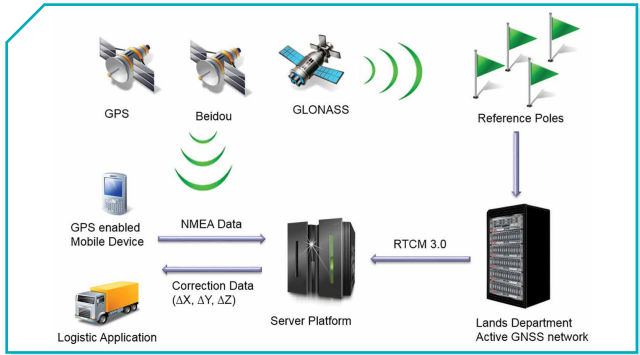 GPS
Beidou
GLONASS
Reference Poles
GPS enabled
Mobile Device
NMEA Data
RTCM 3.0
Correction Data
(ΔX, ΔY, ΔZ)
Logistic Application
Server Platform
Lands Department
Active GNSS network